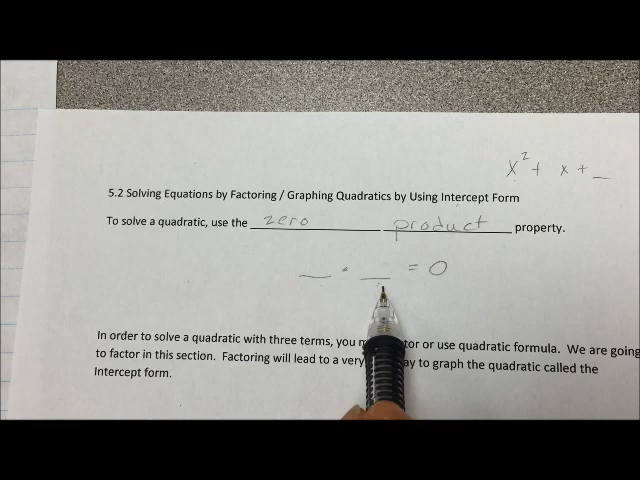 x² + x + _
5.2 Solving Equations by Factoring / Graphing Quadratics by Using Intercept Form
To solve a quadratic, use the zero product property.
_ · _ = 0
In order to solve a quadratic with three terms, you or use quadratic formula. We are going
to factor in this section. Factoring will lead to a very way to graph the quadratic called the
Intercept form.